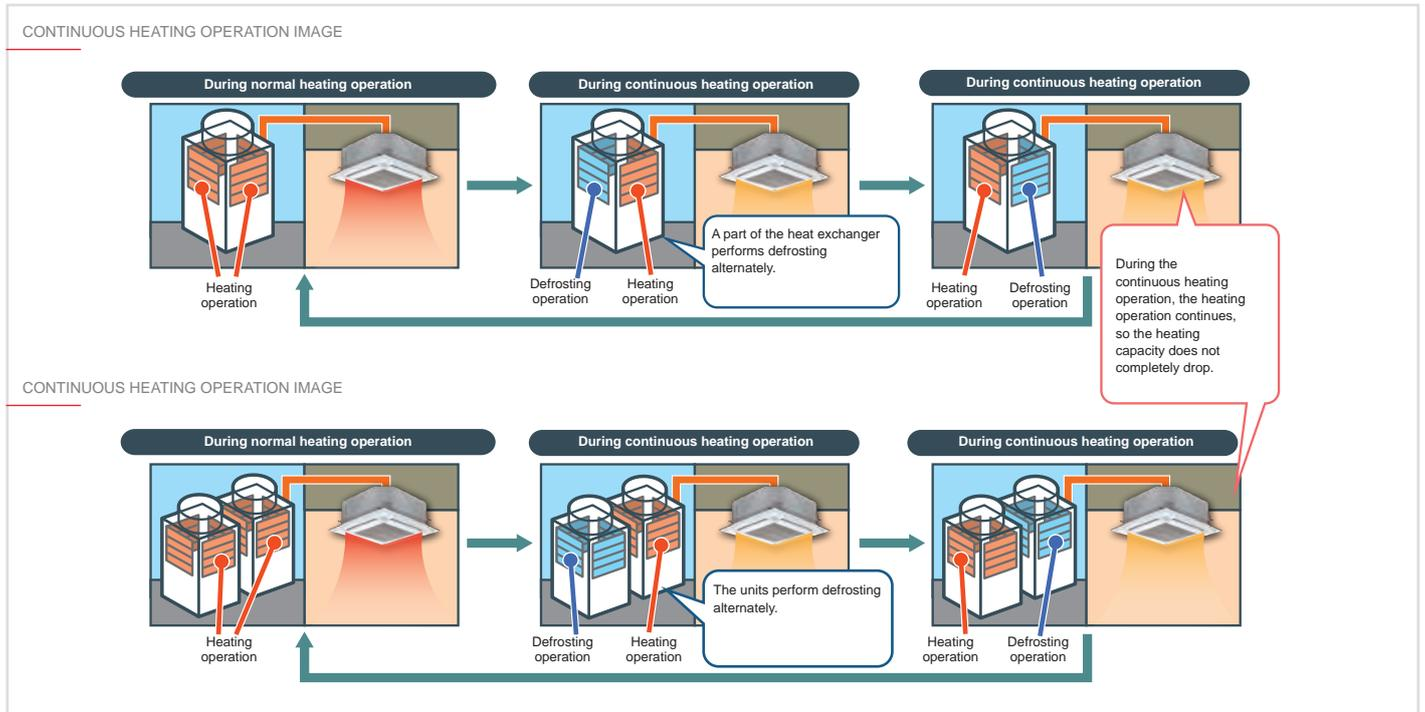 CONTINUOUS HEATING OPERATION IMAGE
During normal heating operation
During continuous heating operation
During continuous heating operation
A part of the heat exchanger
performs defrosting
alternately.
Heating
operation
Defrosting
operation
Heating
operation
Heating
operation
Defrosting
operation
During the
continuous heating
operation, the heating
operation continues,
so the heating
capacity does not
completely drop.
CONTINUOUS HEATING OPERATION IMAGE
During normal heating operation
During continuous heating operation
During continuous heating operation
The units perform defrosting
alternately.
Heating
operation
Defrosting
operation
Heating
operation
Heating
operation
Defrosting
operation